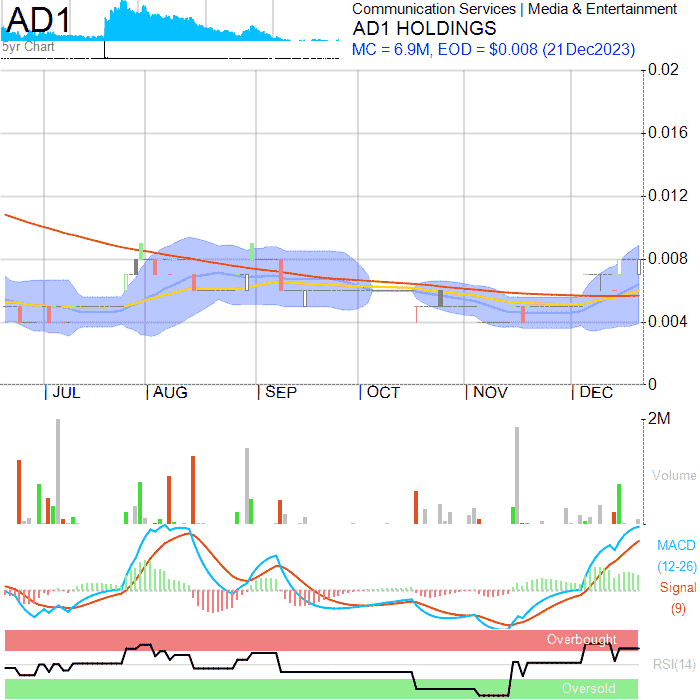 AD1
5yr Chart
Communication Services | Media & Entertainment
AD1 HOLDINGS
MC = 6.9M, EOD = $0.008 (21Dec2023)
0.02
0.016
0.012
0.008
0.004
0
JUL AUG SEP OCT NOV DEC
2M
Volume
MACD
(12-26)
Signal
(9)
Overbought
RSI(14)
Oversold